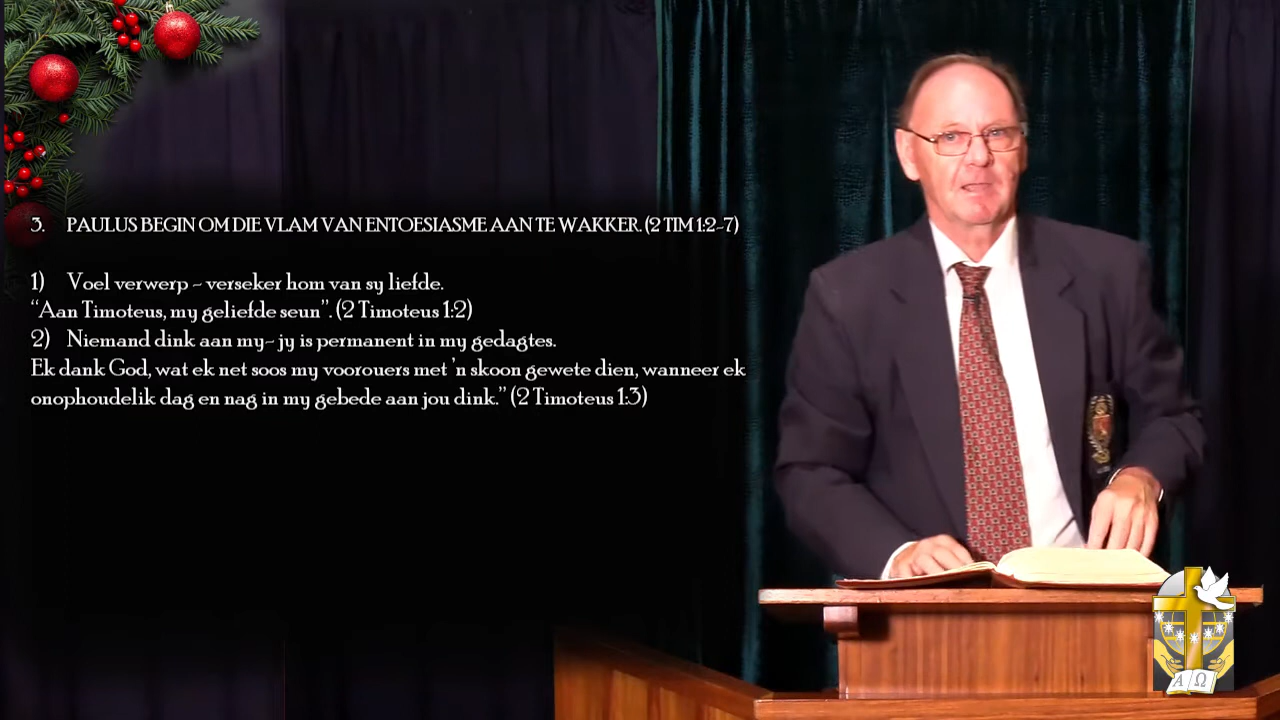 3. PAULUS BEGIN OM DIE VLAM VAN ENTOESIASME AAN TE WAKKER. (2 TIM 1:2-7)
1) Voel verwerp - verseker hom van sy liefde.
“Aan Timoteus, my geliefde seun”. (2 Timoteus 1:2)
2) Niemand dink aan my- jy is permanent in my gedagtes.
Ek dank God, wat ek net soos my voorouers met ’n skoon gewete dien, wanneer ek
onophoudelik dag en nag in my gebede aan jou dink.” (2 Timoteus 1:3)
A Ω